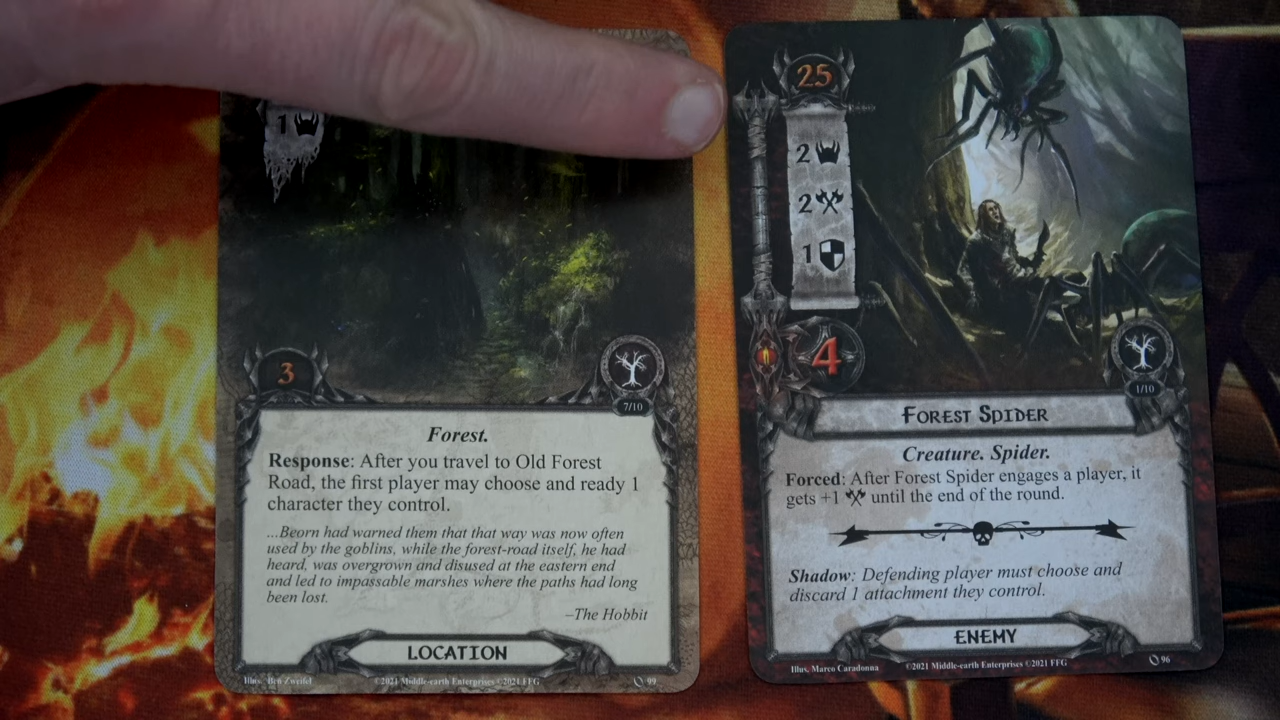 1
3
7/10
Forest.
Response: After you travel to Old Forest
Road, the first player may choose and ready 1
character they control.
...Beorn had warned them that that way was now often
used by the goblins, while the forest-road itself, he had
heard, was overgrown and disused at the eastern end
and led to impassable marshes where the paths had long
been lost.
–The Hobbit
LOCATION
Illus. Ben Zweifel ©2021 Middle-earth Enterprises ©2021 FFG 99
25
2
2
1
4
1/10
Forest Spider
Creature. Spider.
Forced: After Forest Spider engages a player, it
gets +1 until the end of the round.
Shadow: Defending player must choose and
discard 1 attachment they control.
ENEMY
Illus. Marco Caradonna ©2021 Middle-earth Enterprises ©2021 FFG 96